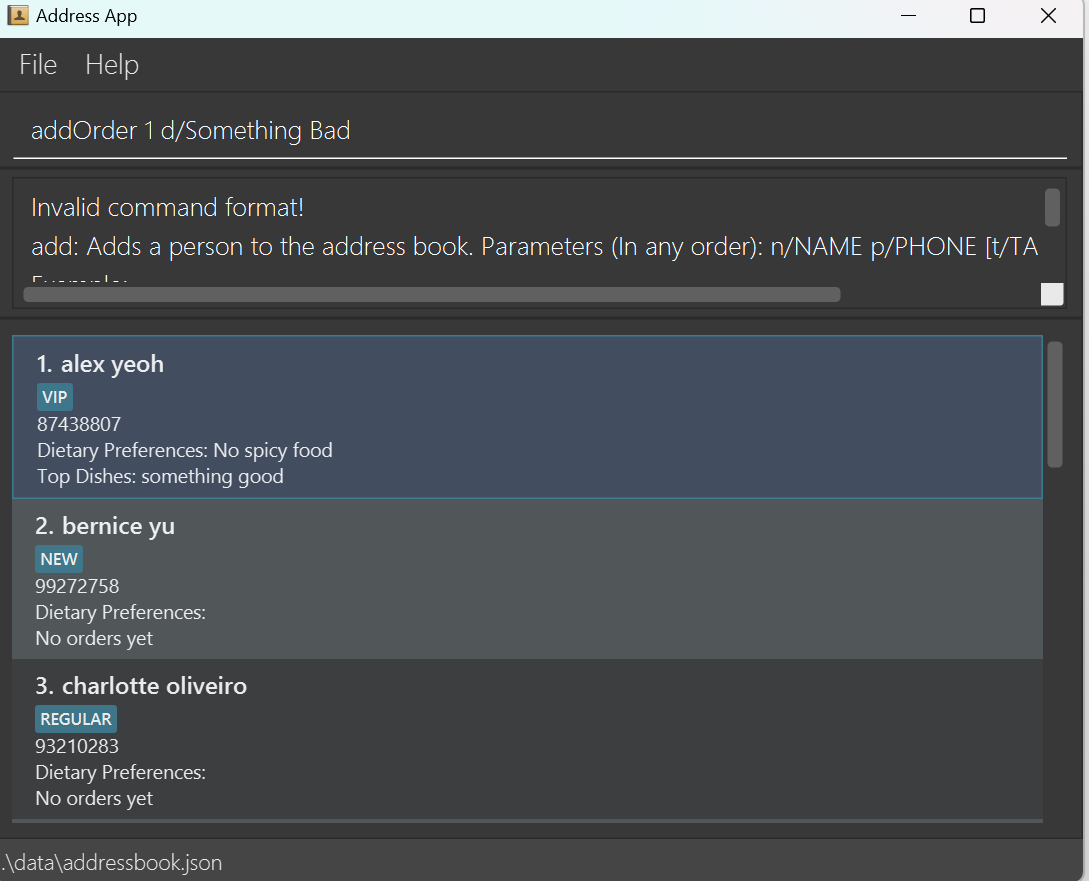 Address App
File Help
addOrder 1 d/Something Bad
Invalid command format!
add: Adds a person to the address book. Parameters (In any order): n/NAME p/PHONE [t/TA
1. alex yeoh
VIP
87438807
Dietary Preferences: No spicy food
Top Dishes: something good
2. bernice yu
NEW
99272758
Dietary Preferences:
No orders yet
3. charlotte oliveiro
REGULAR
93210283
Dietary Preferences:
No orders yet
.\data\addressbook.json